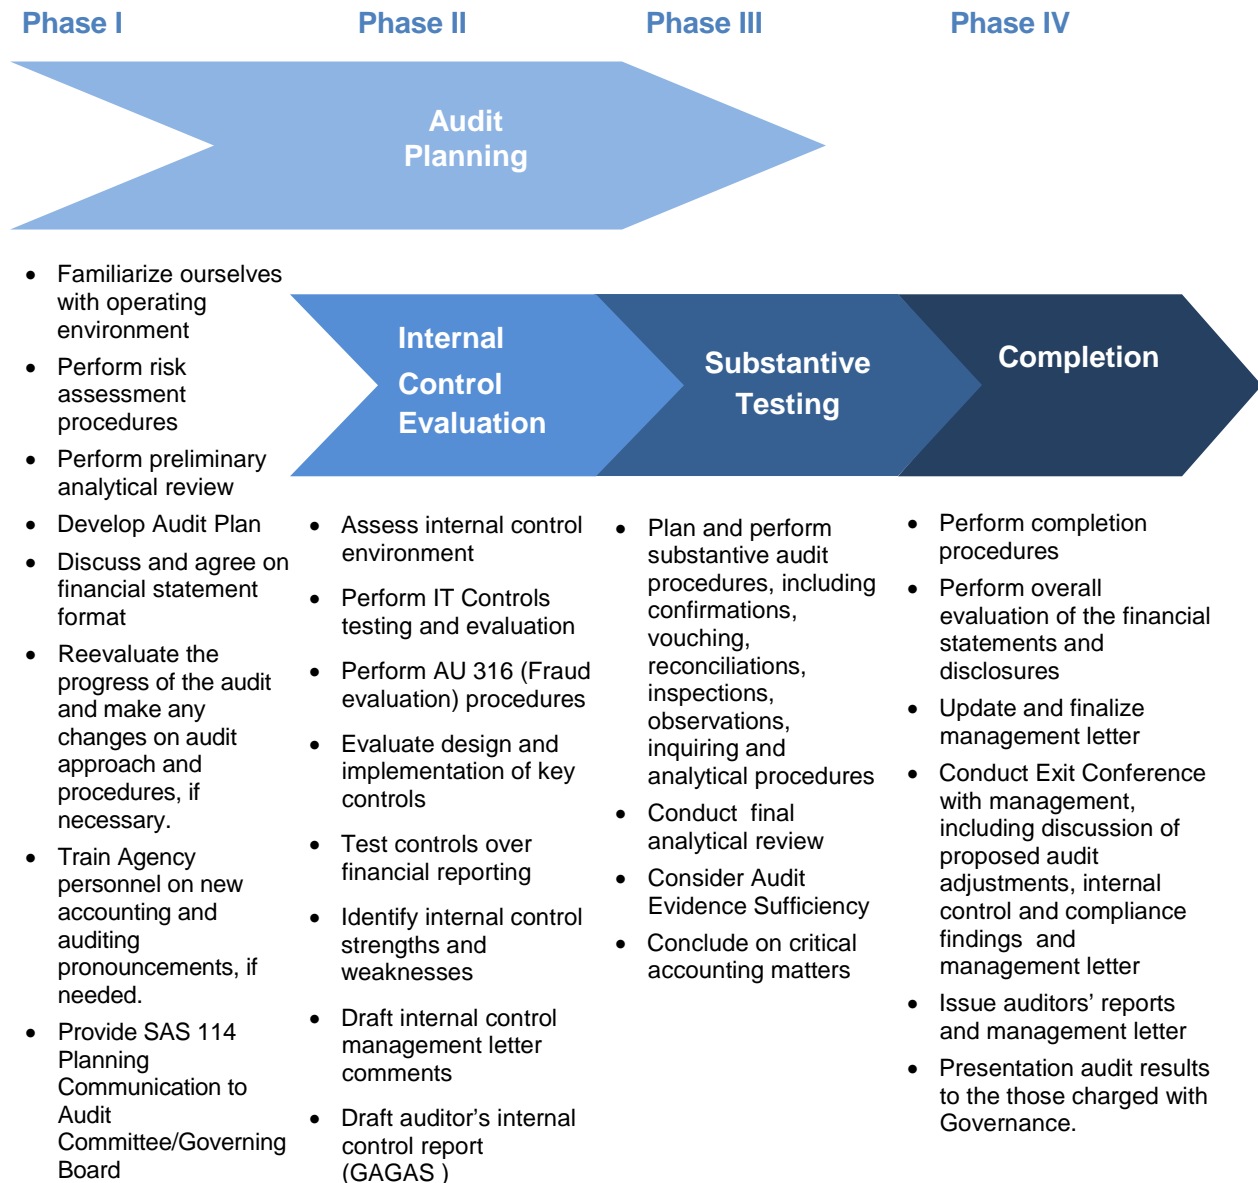 Phase I
Phase II
Phase III
Phase IV
Audit
Planning
• Familiarize ourselves
with operating
environment
• Perform risk
assessment
procedures
• Perform preliminary
analytical review
• Develop Audit Plan
• Discuss and agree on
financial statement
format
• Reevaluate the
progress of the audit
and make any
changes on audit
approach and
procedures, if
necessary.
• Train Agency
personnel on new
accounting and
auditing
pronouncements, if
needed.
• Provide SAS 114
Planning
Communication to
Audit
Committee/Governing
Board
Internal
Control
Evaluation
• Assess internal control
environment
• Perform IT Controls
testing and evaluation
• Perform AU 316 (Fraud
evaluation) procedures
• Evaluate design and
implementation of key
controls
• Test controls over
financial reporting
• Identify internal control
strengths and
weaknesses
• Draft internal control
management letter
comments
• Draft auditor’s internal
control report
(GAGAS )
Substantive
Testing
• Plan and perform
substantive audit
procedures, including
confirmations,
vouching,
reconciliations,
inspections,
observations,
inquiring and
analytical procedures
• Conduct  final
analytical review
• Consider Audit
Evidence Sufficiency
• Conclude on critical
accounting matters
Completion
• Perform completion
procedures
• Perform overall
evaluation of the financial
statements and
disclosures
• Update and finalize
management letter
• Conduct Exit Conference
with management,
including discussion of
proposed audit
adjustments, internal
control and compliance
findings  and
management letter
• Issue auditors’ reports
and management letter
• Presentation audit results
to the those charged with
Governance.